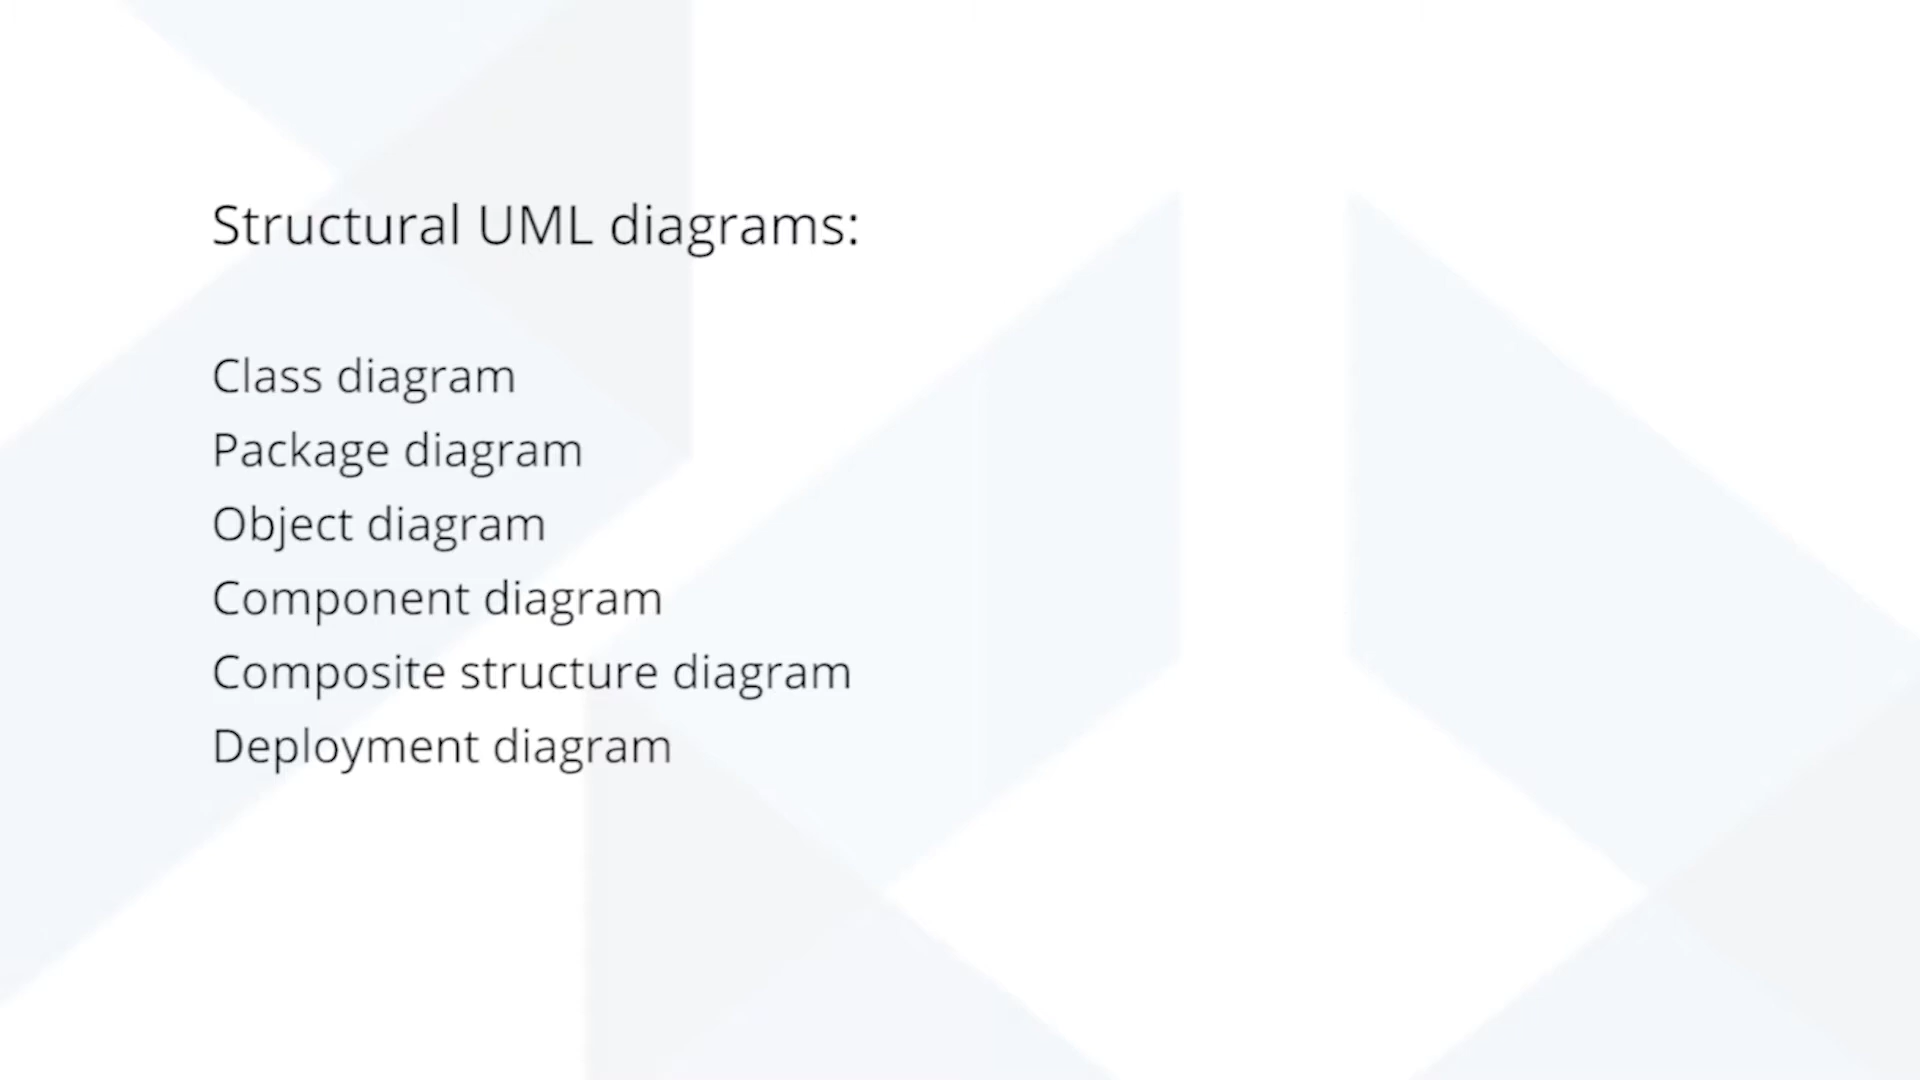 Structural UML diagrams:
Class diagram
Package diagram
Object diagram
Component diagram
Composite structure diagram
Deployment diagram